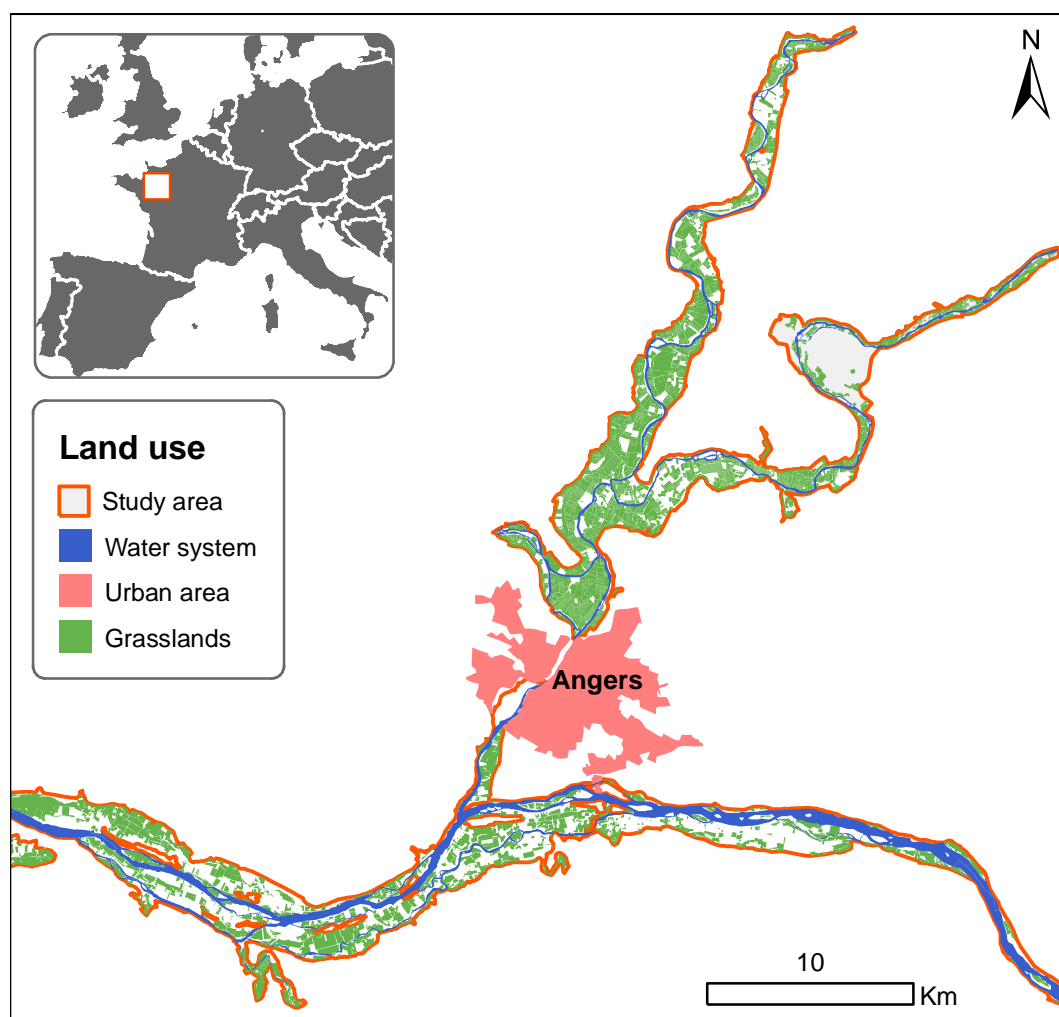 N
Land use
Study area
Water system
Urban area
Grasslands
Angers
10
Km